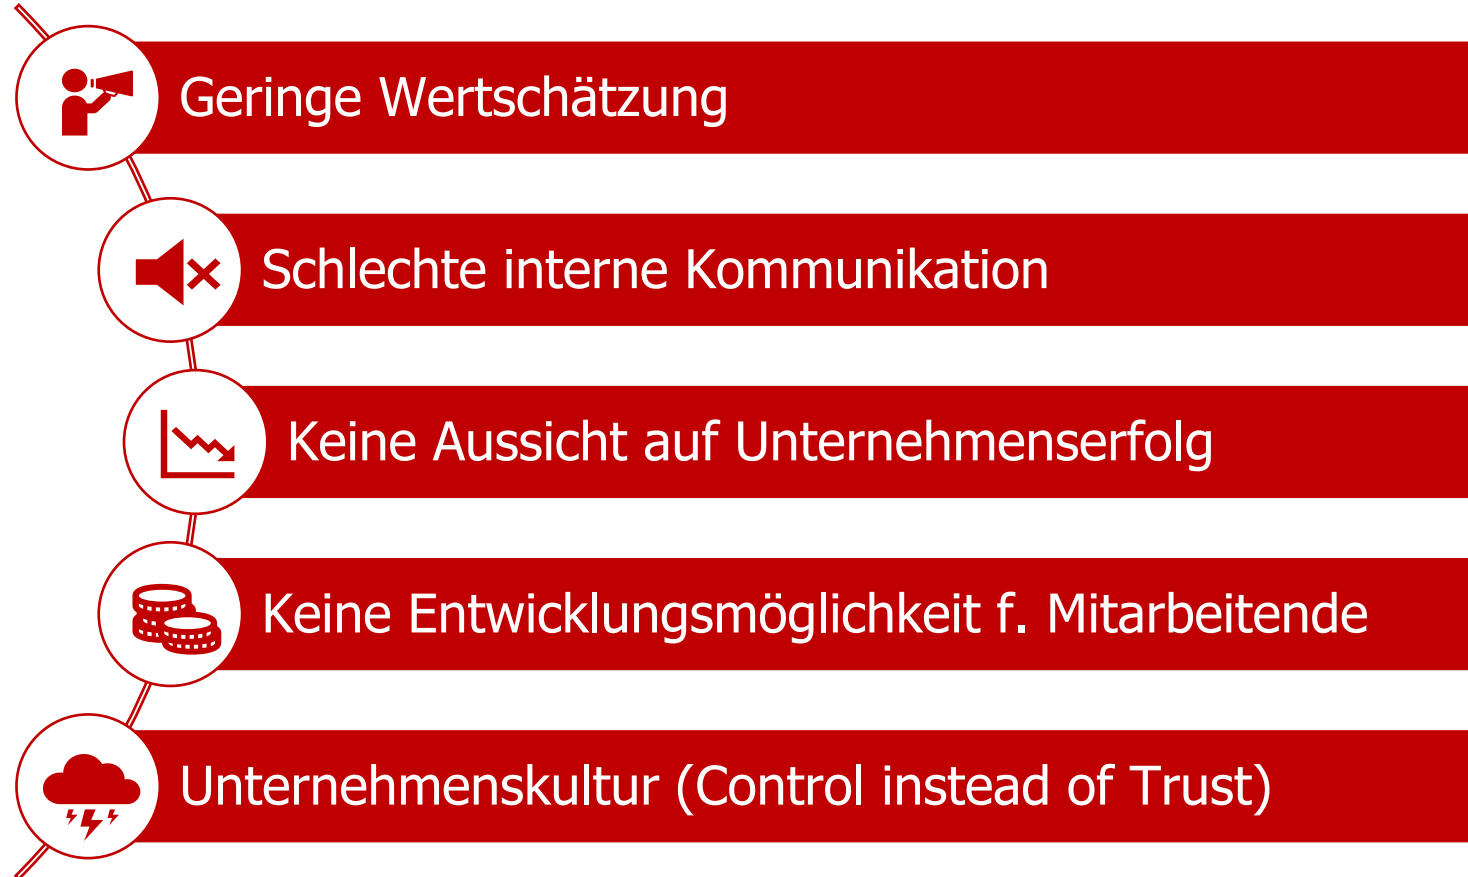 Geringe Wertschätzung
Schlechte interne Kommunikation
Keine Aussicht auf Unternehmenserfolg
Keine Entwicklungsmöglichkeit f. Mitarbeitende
Unternehmenskultur (Control instead of Trust)